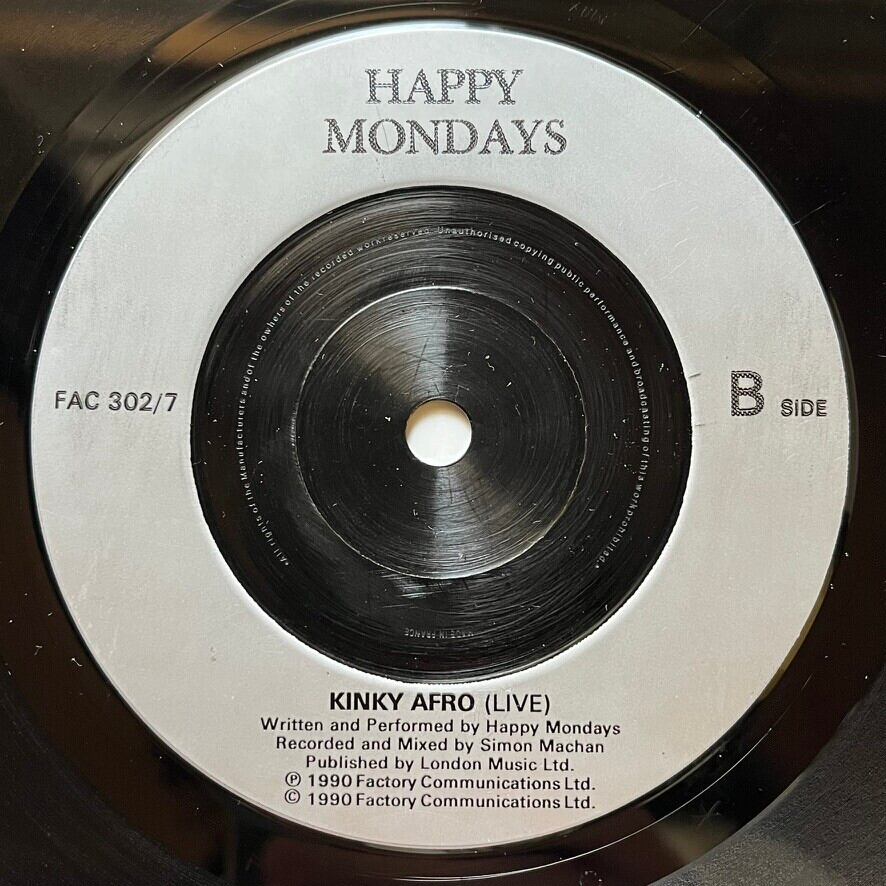 HAPPY
MONDAYS
FAC 302/7
B SIDE
All rights of the Manufacturers and of the owners of the recorded work reserved. Unauthorised copying public performance and broadcasting of this work prohibited.
MADE IN FRANCE
KINKY AFRO (LIVE)
Written and Performed by Happy Mondays
Recorded and Mixed by Simon Machan
Published by London Music Ltd.
℗ 1990 Factory Communications Ltd.
© 1990 Factory Communications Ltd.